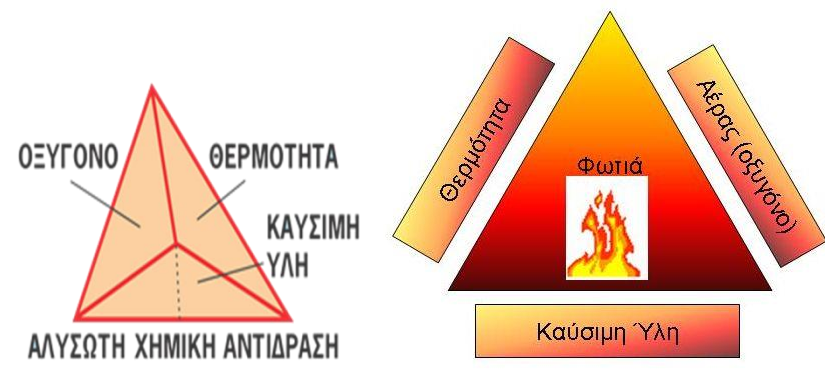 ΟΞΥΓΟΝΟ
ΘΕΡΜΟΤΗΤΑ
ΚΑΥΣΙΜΗ
ΥΛΗ
ΑΛΥΣΩΤΗ ΧΗΜΙΚΗ ΑΝΤΙΔΡΑΣΗ
Θερμότητα
Αέρας (οξυγόνο)
Φωτιά
Καύσιμη Ύλη